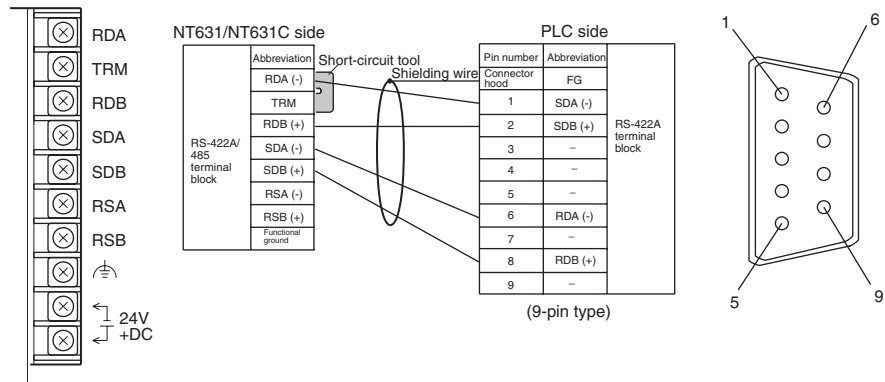 RDA
TRM
RDB
SDA
SDB
RSA
RSB
24V
+DC
NT631/NT631C side
Abbreviation
RDA (-)
TRM
RDB (+)
SDA (-)
SDB (+)
RSA (-)
RSB (+)
Functional
ground
RS-422A/
485
terminal
block
Short-circuit tool
Shielding wire
PLC side
Pin number Abbreviation
Connector
hood FG
1 SDA (-)
2 SDB (+)
3 –
4 –
5 –
6 RDA (-)
7 –
8 RDB (+)
9 –
RS-422A
terminal
block
(9-pin type)
1
6
5
9